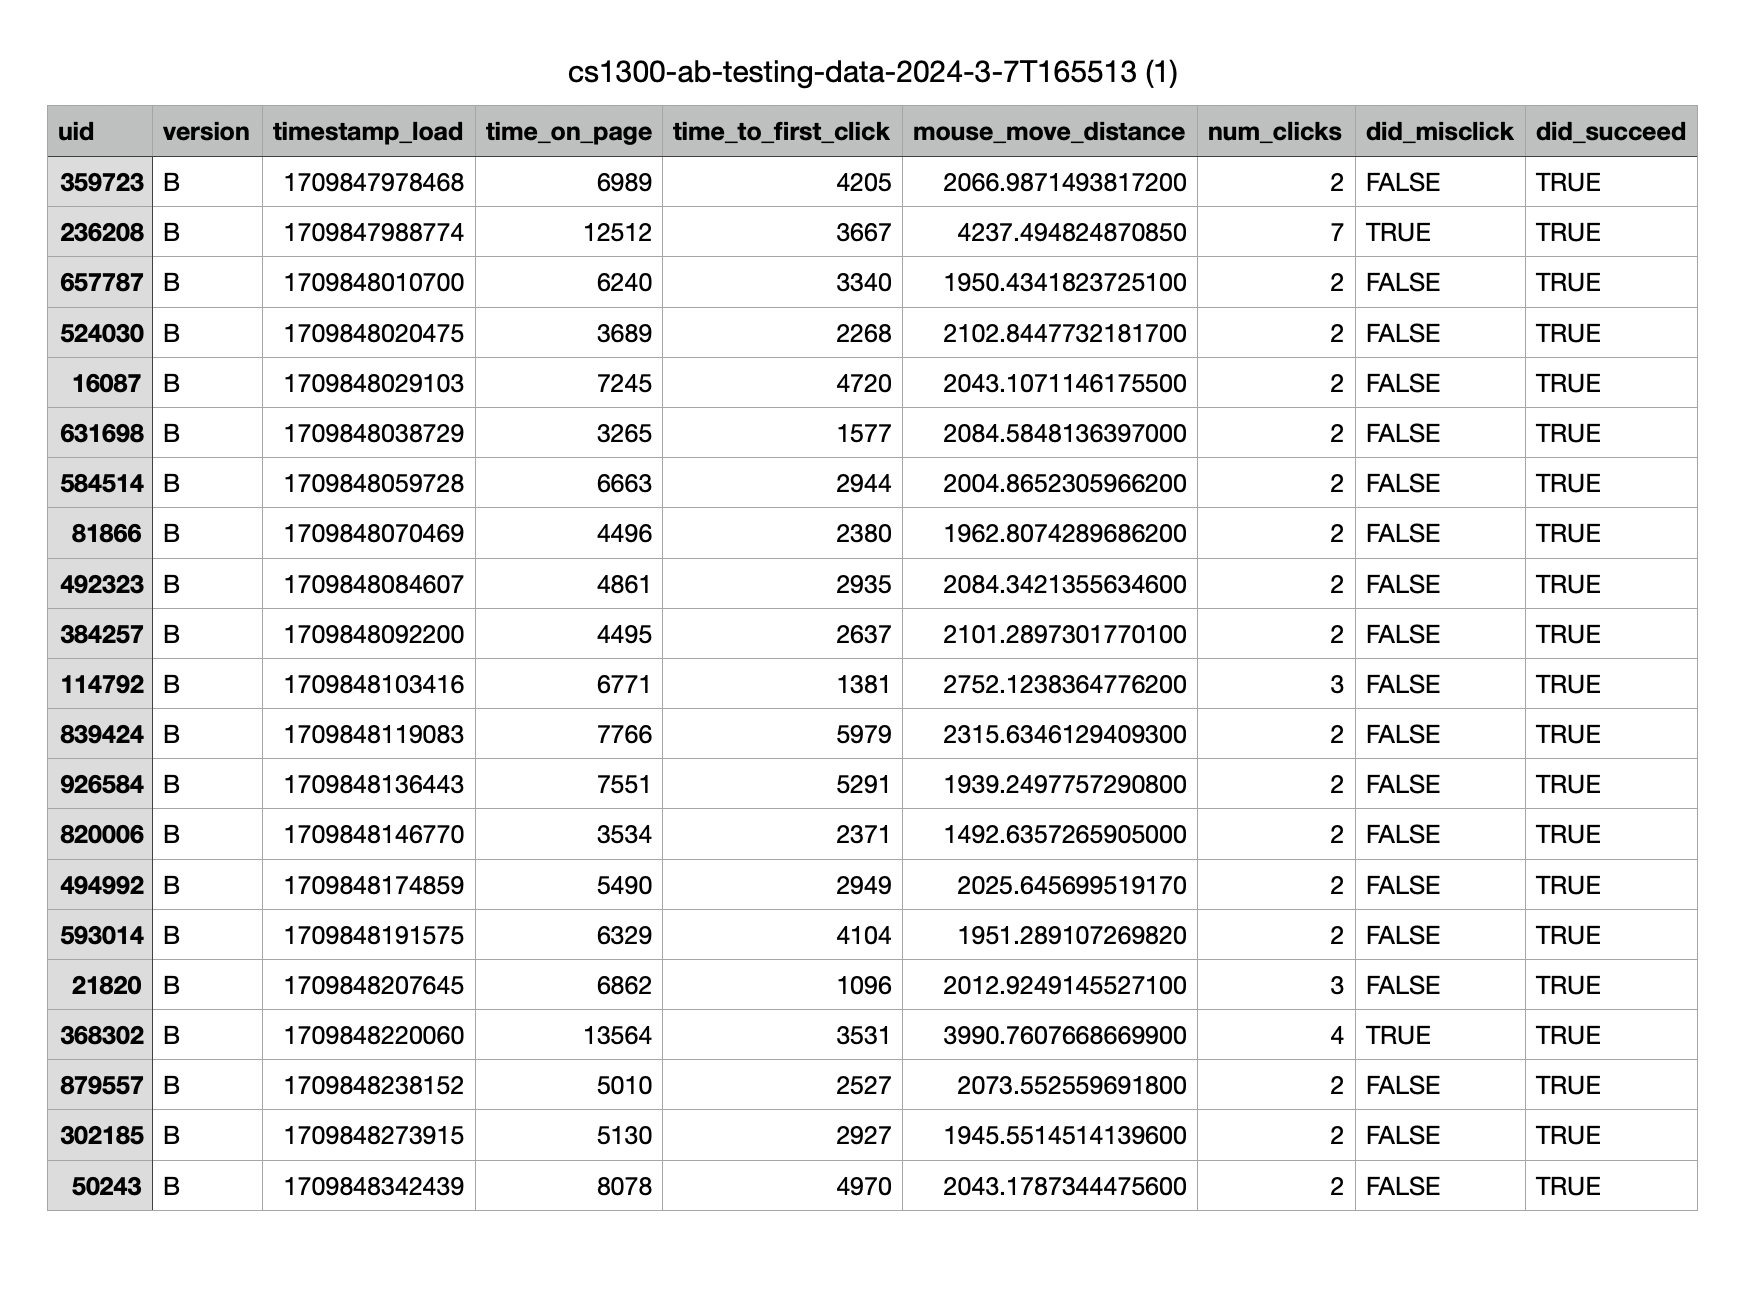 cs1300-ab-testing-data-2024-3-7T165513 (1)
uid version timestamp_load time_on_page time_to_first_click mouse_move_distance num_clicks did_misclick did_succeed
359723 B 1709847978468 6989 4205 2066.9871493817200 2 FALSE TRUE
236208 B 1709847988774 12512 3667 4237.494824870850 7 TRUE TRUE
657787 B 1709848010700 6240 3340 1950.4341823725100 2 FALSE TRUE
524030 B 1709848020475 3689 2268 2102.8447732181700 2 FALSE TRUE
16087 B 1709848029103 7245 4720 2043.1071146175500 2 FALSE TRUE
631698 B 1709848038729 3265 1577 2084.5848136397000 2 FALSE TRUE
584514 B 1709848059728 6663 2944 2004.8652305966200 2 FALSE TRUE
81866 B 1709848070469 4496 2380 1962.8074289686200 2 FALSE TRUE
492323 B 1709848084607 4861 2935 2084.3421355634600 2 FALSE TRUE
384257 B 1709848092200 4495 2637 2101.2897301770100 2 FALSE TRUE
114792 B 1709848103416 6771 1381 2752.1238364776200 3 FALSE TRUE
839424 B 1709848119083 7766 5979 2315.6346129409300 2 FALSE TRUE
926584 B 1709848136443 7551 5291 1939.2497757290800 2 FALSE TRUE
820006 B 1709848146770 3534 2371 1492.6357265905000 2 FALSE TRUE
494992 B 1709848174859 5490 2949 2025.645699519170 2 FALSE TRUE
593014 B 1709848191575 6329 4104 1951.289107269820 2 FALSE TRUE
21820 B 1709848207645 6862 1096 2012.9249145527100 3 FALSE TRUE
368302 B 1709848220060 13564 3531 3990.7607668669900 4 TRUE TRUE
879557 B 1709848238152 5010 2527 2073.552559691800 2 FALSE TRUE
302185 B 1709848273915 5130 2927 1945.5514514139600 2 FALSE TRUE
50243 B 1709848342439 8078 4970 2043.1787344475600 2 FALSE TRUE